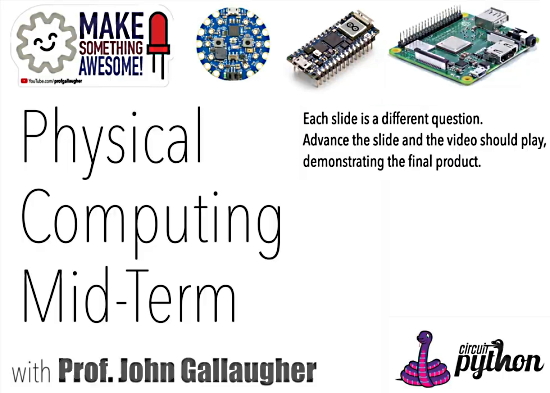 MAKE
SOMETHING
AWESOME!
YouTube.com/profgallaugher
Each slide is a different question.
Advance the slide and the video should play,
demonstrating the final product.
Physical
Computing
Mid-Term
with Prof. John Gallaugher
circuit
python